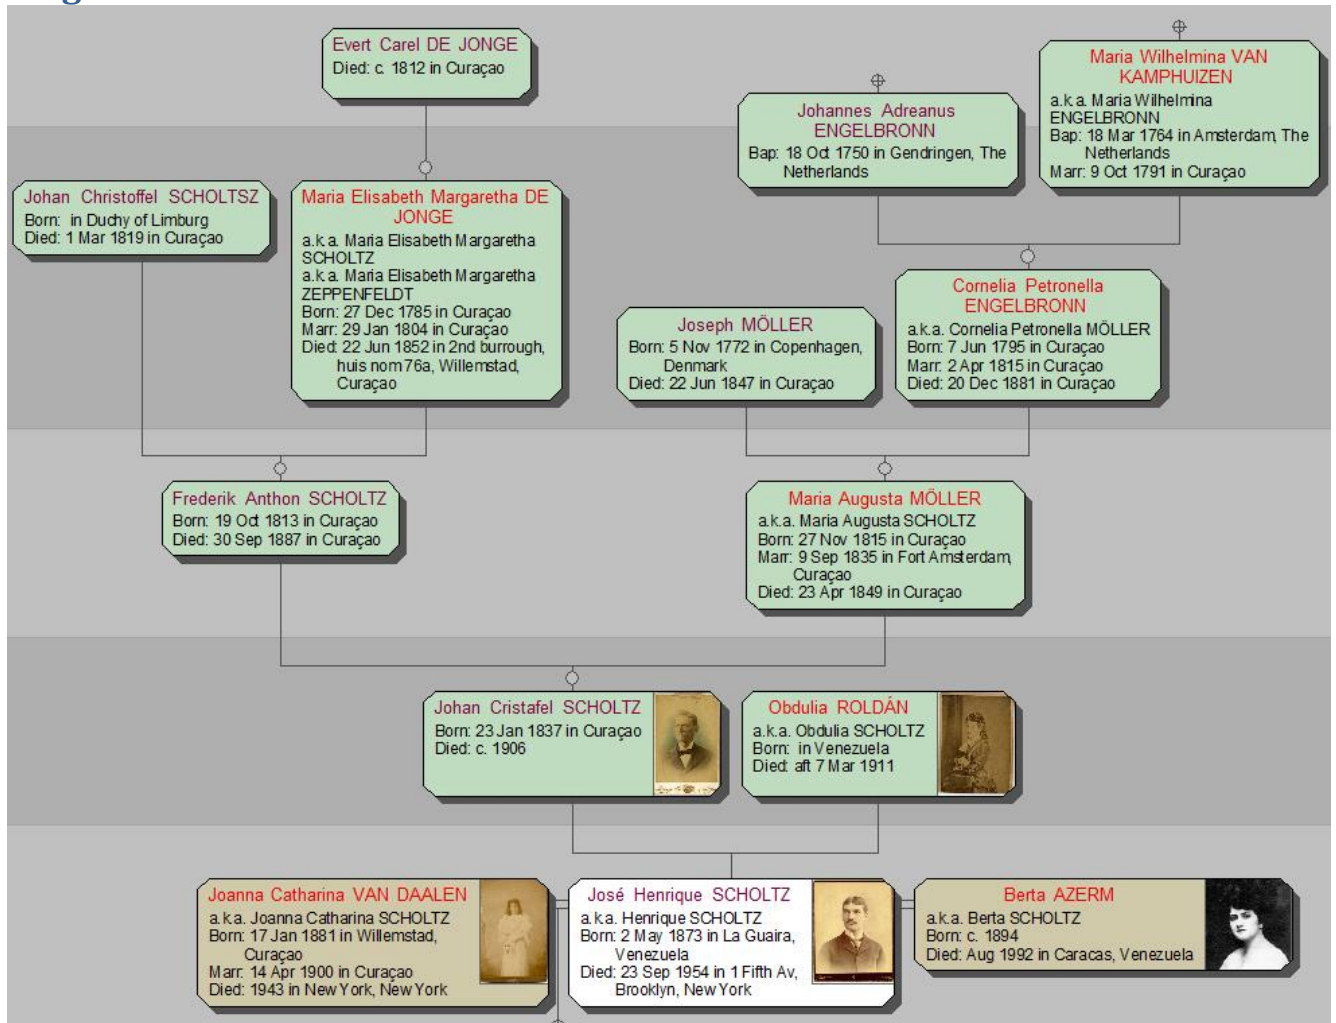 Evert Carel DE JONGE
Died: c. 1812 in Curaçao
Maria Wilhelmina VAN
KAMPHUIZEN
a.k.a. Maria Wilhelmina
ENGELBRONN
Bap: 18 Mar 1764 in Amsterdam, The
Netherlands
Marr: 9 Oct 1791 in Curaçao
Johannes Adreanus
ENGELBRONN
Bap: 18 Oct 1750 in Gendringen, The
Netherlands
Johan Christoffel SCHOLTSZ
Born: in Duchy of Limburg
Died: 1 Mar 1819 in Curaçao
Maria Elisabeth Margaretha DE
JONGE
a.k.a. Maria Elisabeth Margaretha
SCHOLTZ
a.k.a. Maria Elisabeth Margaretha
ZEPPENFELDT
Born: 27 Dec 1785 in Curaçao
Marr: 29 Jan 1804 in Curaçao
Died: 22 Jun 1852 in 2nd burrough,
huis nom 76a, Willemstad,
Curaçao
Joseph MÖLLER
Born: 5 Nov 1772 in Copenhagen,
Denmark
Died: 22 Jun 1847 in Curaçao
Cornelia Petronella
ENGELBRONN
a.k.a. Cornelia Petronella MÖLLER
Born: 7 Jun 1795 in Curaçao
Marr: 2 Apr 1815 in Curaçao
Died: 20 Dec 1881 in Curaçao
Frederik Anthon SCHOLTZ
Born: 19 Oct 1813 in Curaçao
Died: 30 Sep 1887 in Curaçao
Maria Augusta MÖLLER
a.k.a. Maria Augusta SCHOLTZ
Born: 27 Nov 1815 in Curaçao
Marr: 9 Sep 1835 in Fort Amsterdam,
Curaçao
Died: 23 Apr 1849 in Curaçao
Johan Cristafel SCHOLTZ
Born: 23 Jan 1837 in Curaçao
Died: c. 1906
Obdulia ROLDÁN
a.k.a. Obdulia SCHOLTZ
Born: in Venezuela
Died: aft 7 Mar 1911
Joanna Catharina VAN DAALEN
a.k.a. Joanna Catharina SCHOLTZ
Born: 17 Jan 1881 in Willemstad,
Curaçao
Marr: 14 Apr 1900 in Curaçao
Died: 1943 in New York, New York
José Henrique SCHOLTZ
a.k.a. Henrique SCHOLTZ
Born: 2 May 1873 in La Guaira,
Venezuela
Died: 23 Sep 1954 in 1 Fifth Av,
Brooklyn, New York
Berta AZERM
a.k.a. Berta SCHOLTZ
Born: c. 1894
Died: Aug 1992 in Caracas, Venezuela